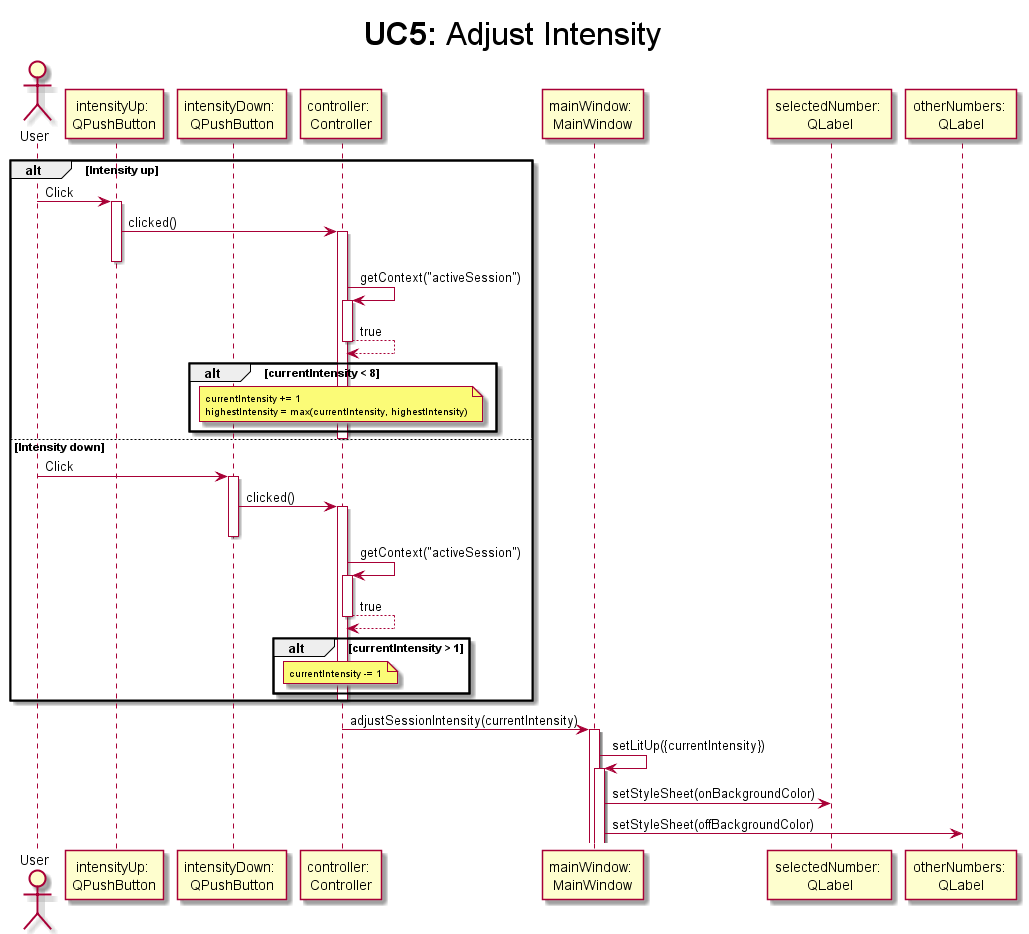 UC5: Adjust Intensity
User
intensityUp:
QPushButton
intensityDown:
QPushButton
controller:
Controller
mainWindow:
MainWindow
selectedNumber:
QLabel
otherNumbers:
QLabel
alt [Intensity up]
Click
clicked()
getContext("activeSession")
true
alt [currentIntensity < 8]
currentIntensity += 1
highestIntensity = max(currentIntensity, highestIntensity)
[Intensity down]
Click
clicked()
getContext("activeSession")
true
alt [currentIntensity > 1]
currentIntensity -= 1
adjustSessionIntensity(currentIntensity)
setLitUp({currentIntensity})
setStyleSheet(onBackgroundColor)
setStyleSheet(offBackgroundColor)
User
intensityUp:
QPushButton
intensityDown:
QPushButton
controller:
Controller
mainWindow:
MainWindow
selectedNumber:
QLabel
otherNumbers:
QLabel